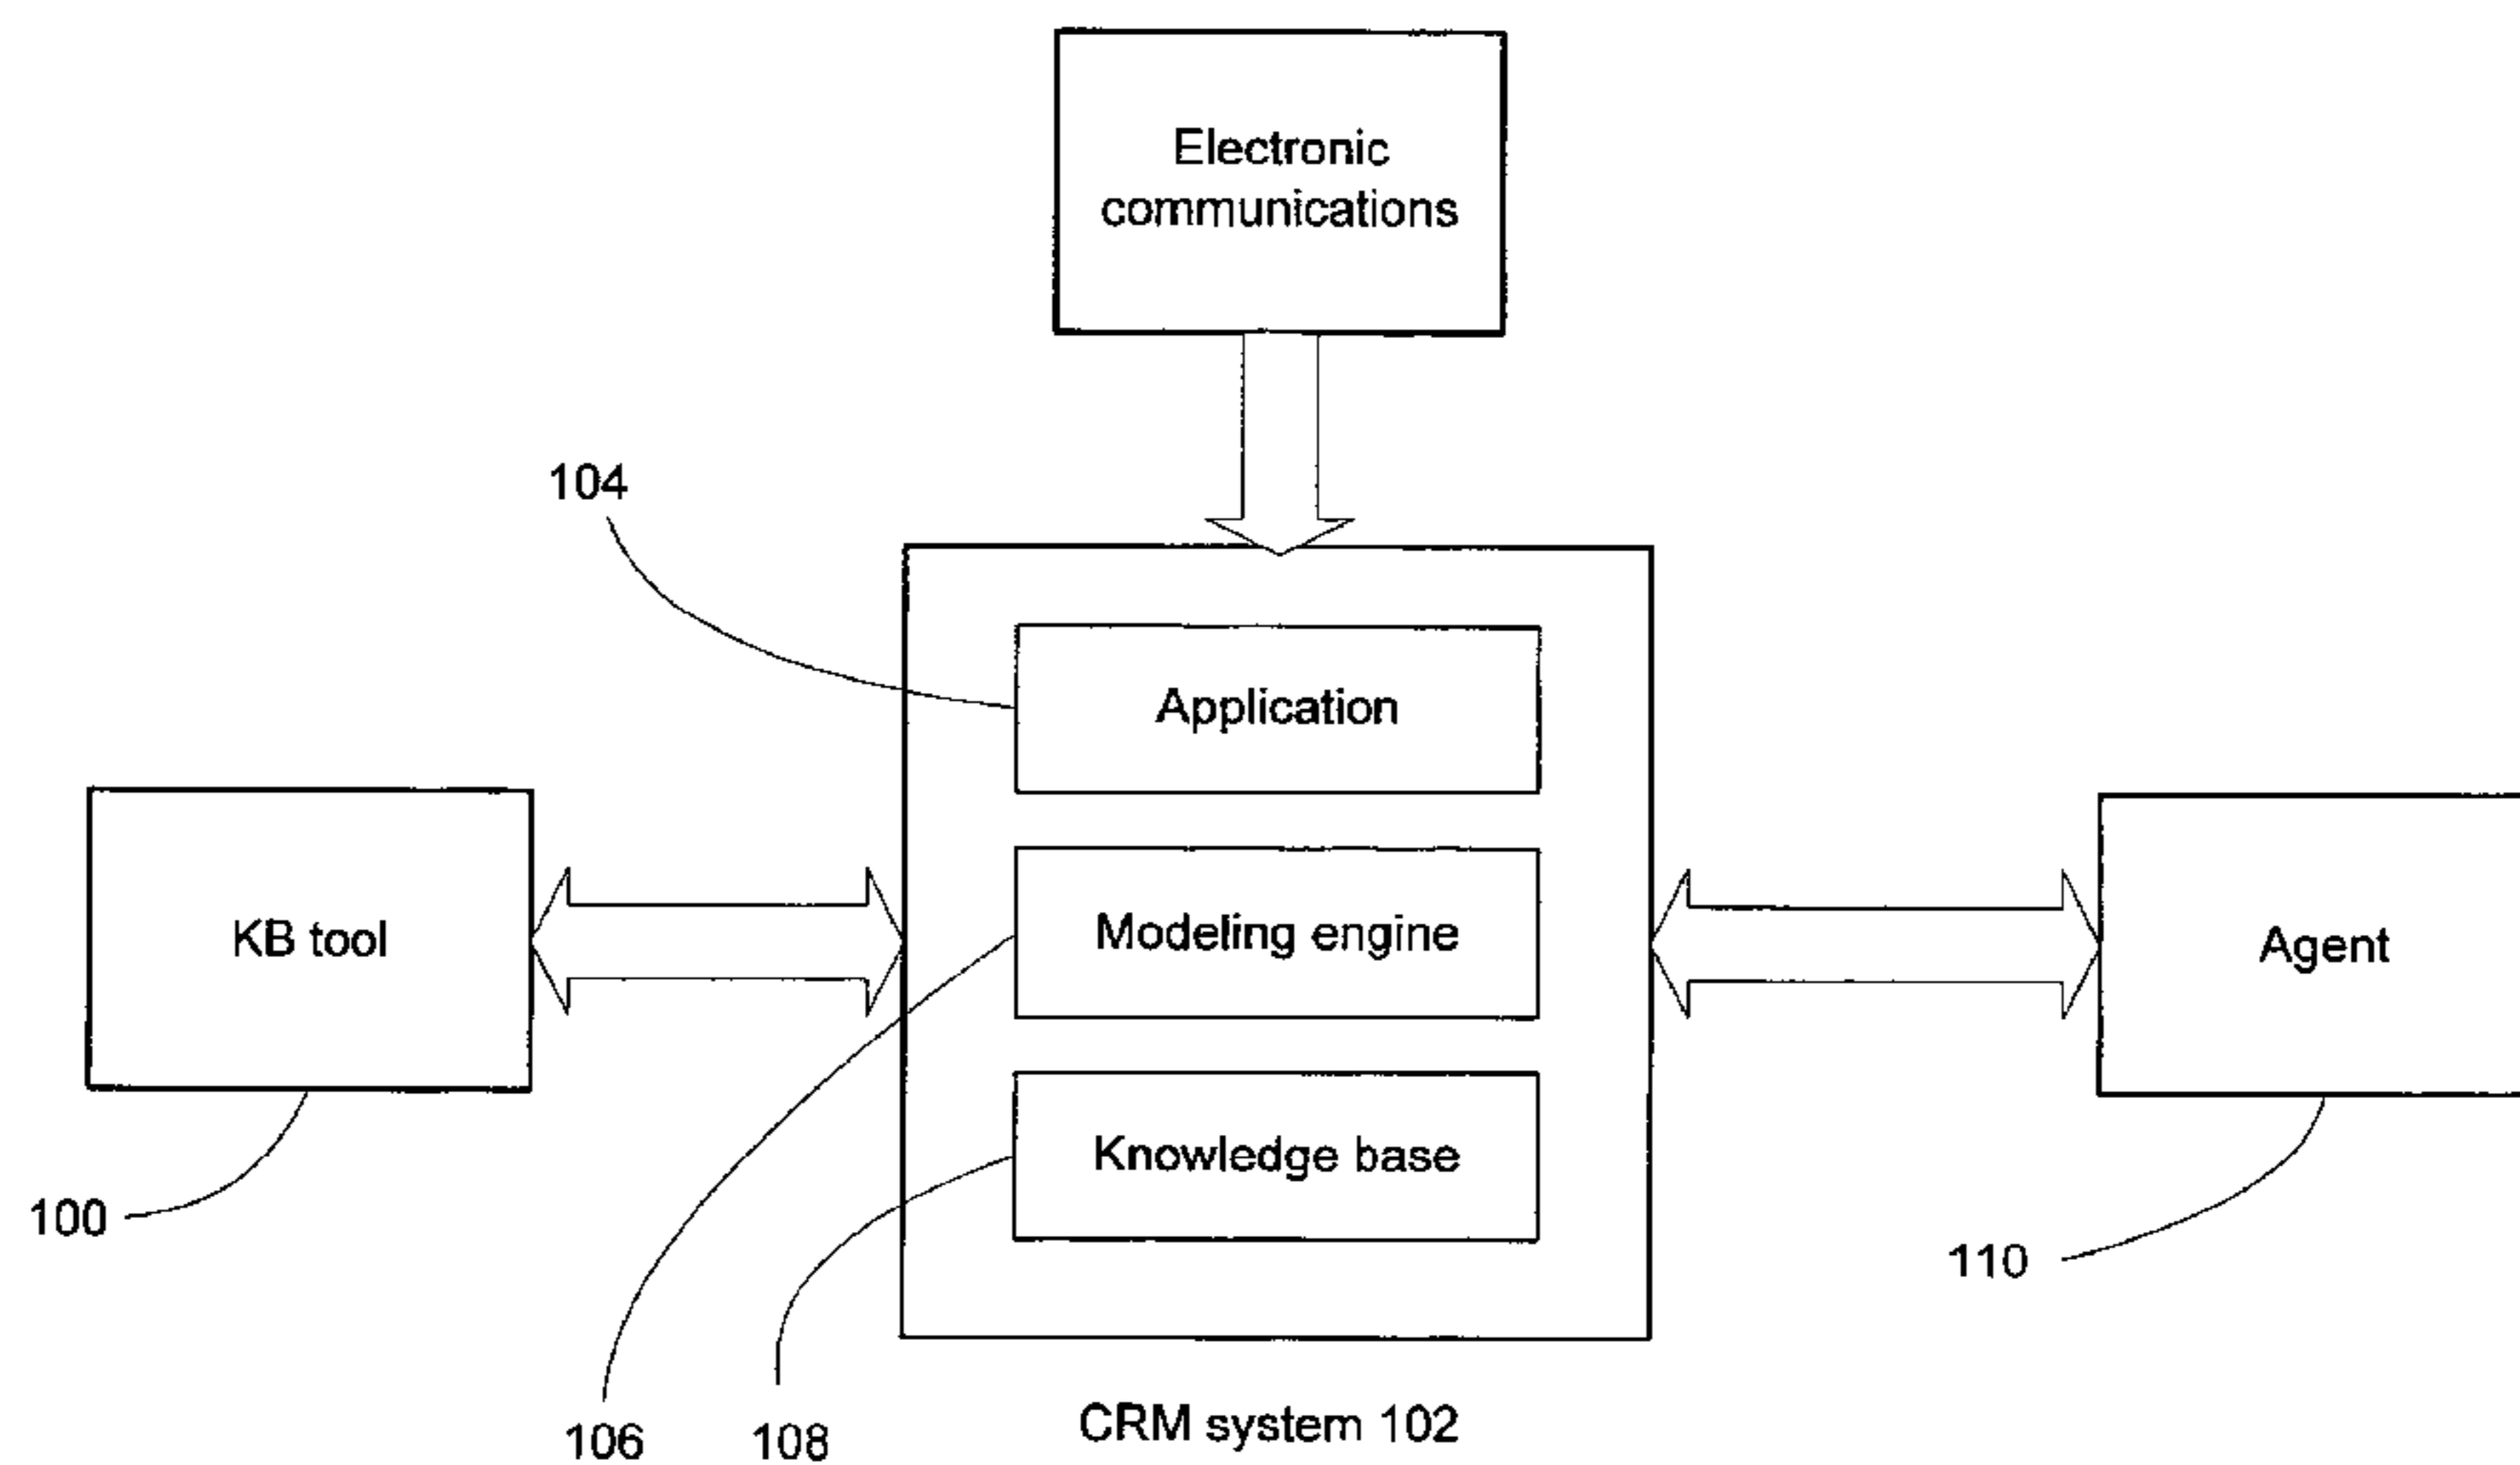 Electronic
communications
104
Application
KB tool
Modeling engine
Agent
Knowledge base
100
110
106
108
CRM system 102